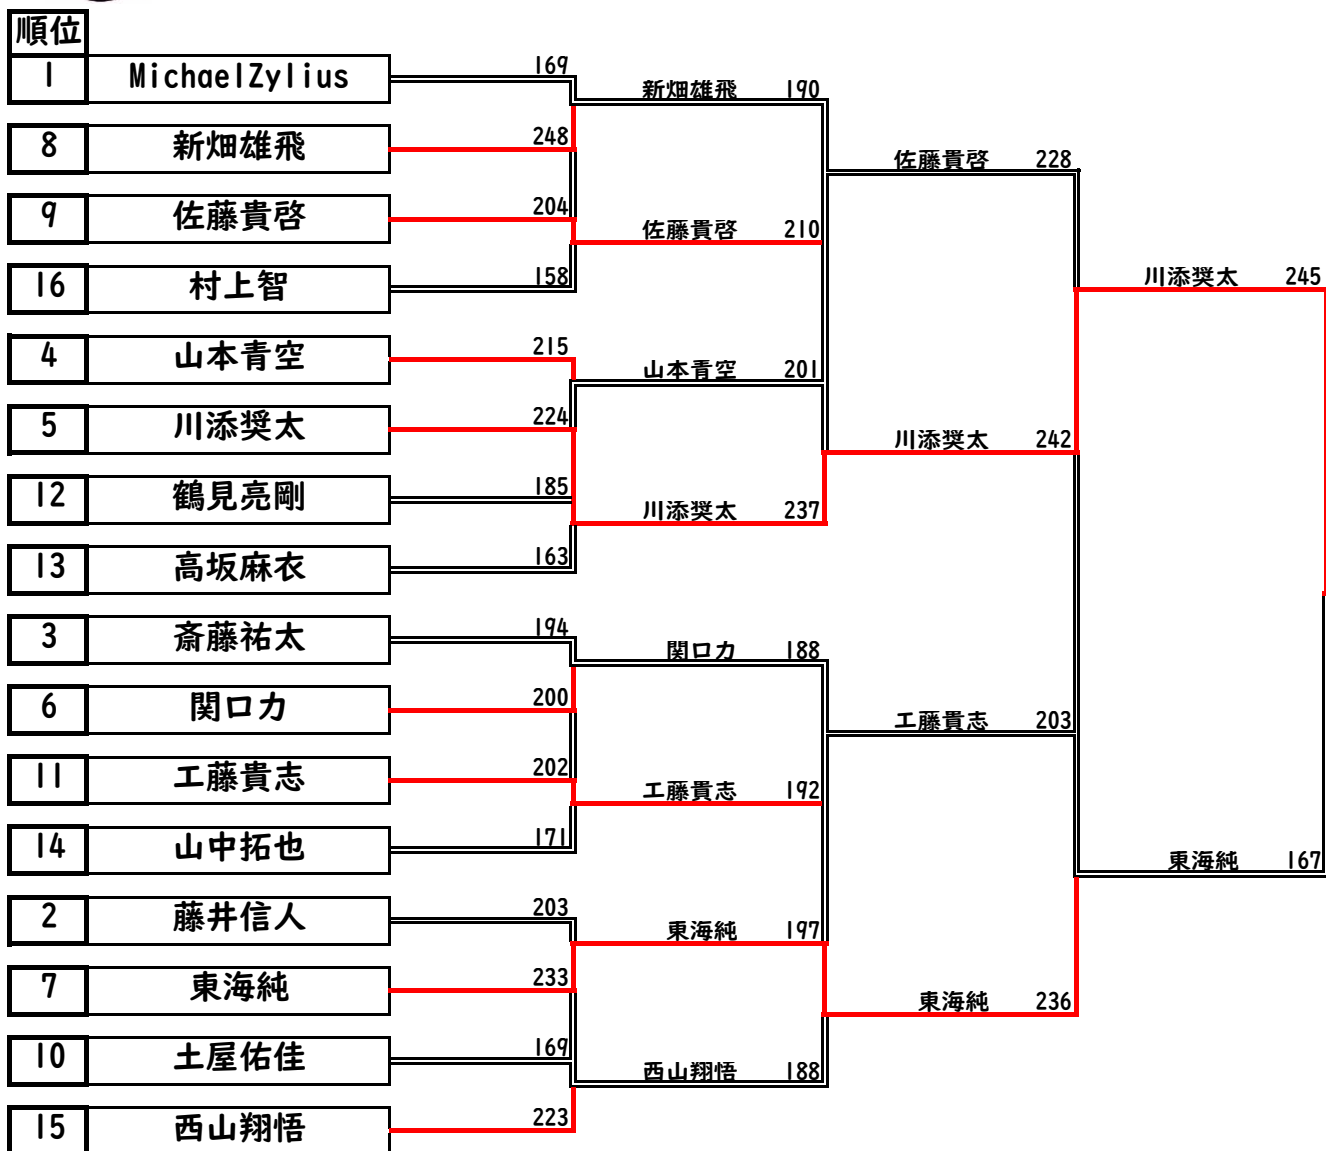 順位
1 MichaelZylius 169
新畑雄飛 190
8 新畑雄飛 248
佐藤貴啓 228
9 佐藤貴啓 204
佐藤貴啓 210
16 村上智 158
川添奨太 245
4 山本青空 215
山本青空 201
5 川添奨太 224
川添奨太 242
12 鶴見亮剛 185
川添奨太 237
13 高坂麻衣 163
3 斎藤祐太 194
関口力 188
6 関口力 200
工藤貴志 203
11 工藤貴志 202
工藤貴志 192
14 山中拓也 171
東海純 167
2 藤井信人 203
東海純 197
7 東海純 233
東海純 236
10 土屋佑佳 169
西山翔悟 188
15 西山翔悟 223